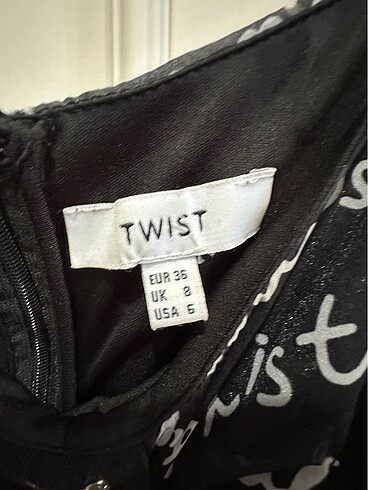 TWIST
EUR 36
UK 8
USA 6
ist